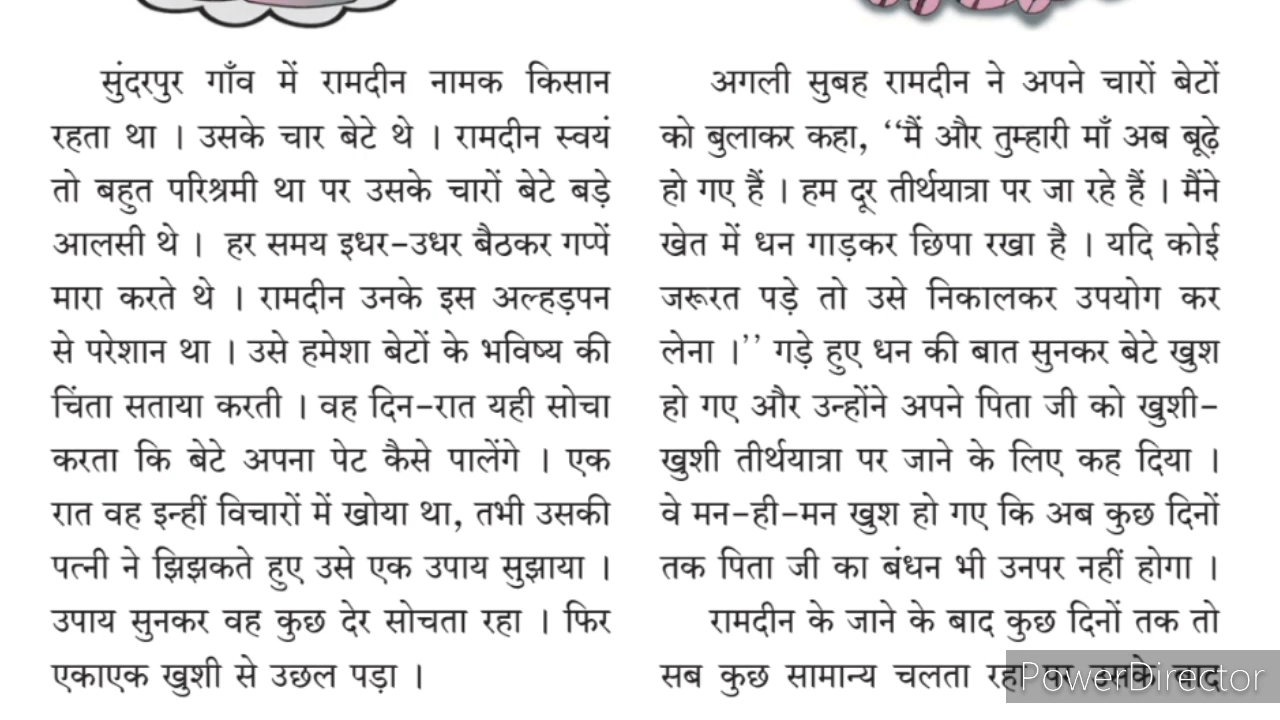 सुंदरपुर गाँव में रामदीन नामक किसान
रहता था । उसके चार बेटे थे । रामदीन स्वयं
तो बहुत परिश्रमी था पर उसके चारों बेटे बड़े
आलसी थे । हर समय इधर-उधर बैठकर गप्पें
मारा करते थे । रामदीन उनके इस अल्हड़पन
से परेशान था । उसे हमेशा बेटों के भविष्य की
चिंता सताया करती । वह दिन-रात यही सोचा
करता कि बेटे अपना पेट कैसे पालेंगे । एक
रात वह इन्हीं विचारों में खोया था, तभी उसकी
पत्नी ने झिझकते हुए उसे एक उपाय सुझाया ।
उपाय सुनकर वह कुछ देर सोचता रहा । फिर
एकाएक खुशी से उछल पड़ा ।
अगली सुबह रामदीन ने अपने चारों बेटों
को बुलाकर कहा, ‘‘मैं और तुम्हारी माँ अब बूढ़े
हो गए हैं । हम दूर तीर्थयात्रा पर जा रहे हैं । मैंने
खेत में धन गाड़कर छिपा रखा है । यदि कोई
जरूरत पड़े तो उसे निकालकर उपयोग कर
लेना ।’’ गड़े हुए धन की बात सुनकर बेटे खुश
हो गए और उन्होंने अपने पिता जी को खुशी-
खुशी तीर्थयात्रा पर जाने के लिए कह दिया ।
वे मन-ही-मन खुश हो गए कि अब कुछ दिनों
तक पिता जी का बंधन भी उनपर नहीं होगा ।
रामदीन के जाने के बाद कुछ दिनों तक तो
सब कुछ सामान्य चलता रहा पर उसके बाद
PowerDirector